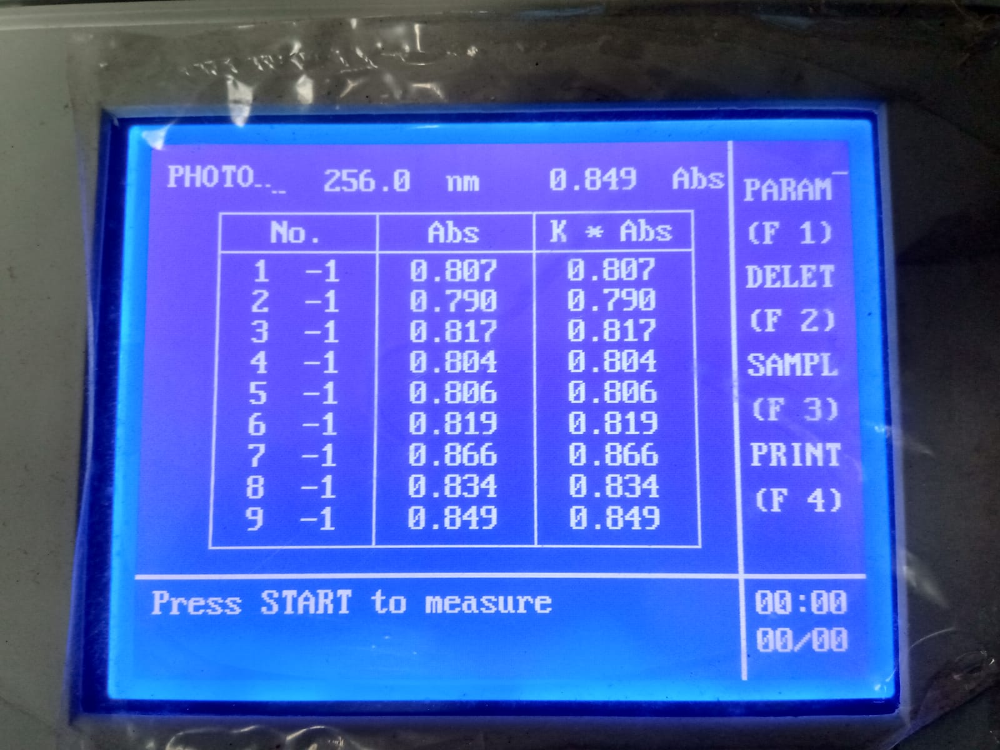 PHOTO 256.0 nm 0.849 Abs
No. Abs K * Abs
1 -1 0.807 0.807
2 -1 0.790 0.790
3 -1 0.817 0.817
4 -1 0.804 0.804
5 -1 0.806 0.806
6 -1 0.819 0.819
7 -1 0.866 0.866
8 -1 0.834 0.834
9 -1 0.849 0.849
PARAM
(F 1)
DELET
(F 2)
SAMPL
(F 3)
PRINT
(F 4)
Press START to measure
00:00
00/00